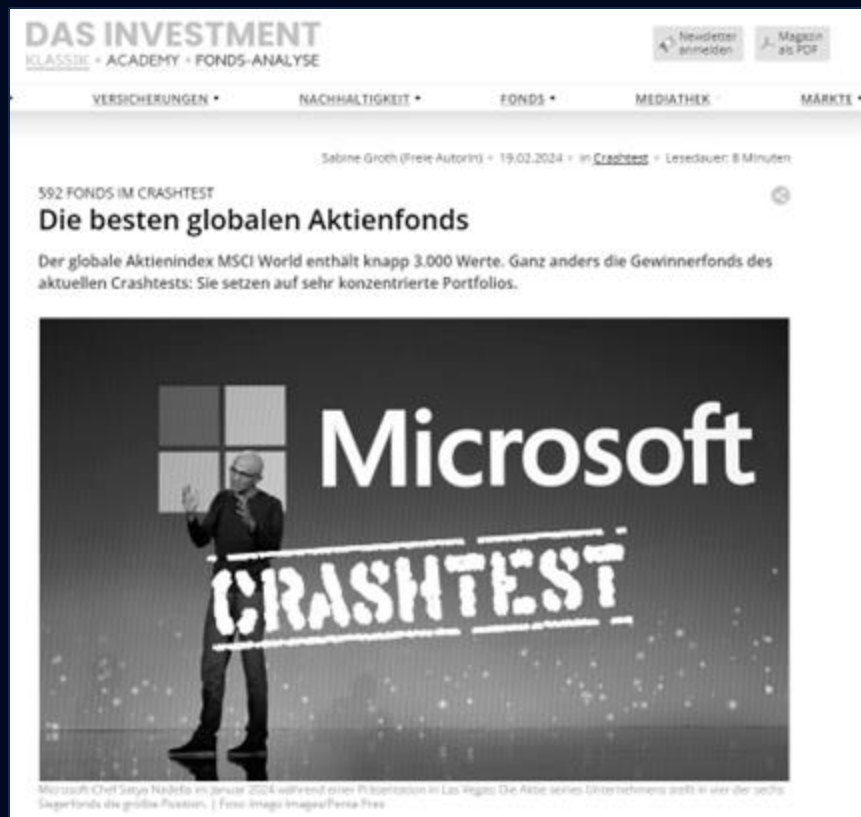 DAS INVESTMENT
KLASSIK • ACADEMY • FONDS-ANALYSE
Newsletter
anmelden
Magazin
als PDF
VERSICHERUNGEN
NACHHALTIGKEIT
FONDS
MEDIATHEK
MÄRKTE
Sabine Groth (Freie Autorin) • 19.02.2024 • in Crashtest • Lesedauer: 8 Minuten
592 FONDS IM CRASHTEST
Die besten globalen Aktienfonds
Der globale Aktienindex MSCI World enthält knapp 3.000 Werte. Ganz anders die Gewinnerfonds des
aktuellen Crashtests: Sie setzen auf sehr konzentrierte Portfolios.
Microsoft
CRASHTEST
Microsoft-Chef Satya Nadella im Januar 2024 während einer Präsentation in Las Vegas: Die Aktie seines Unternehmens stellt in vier der sechs
Siegerfonds die größte Position. | Foto: Imago Images/Penta Press